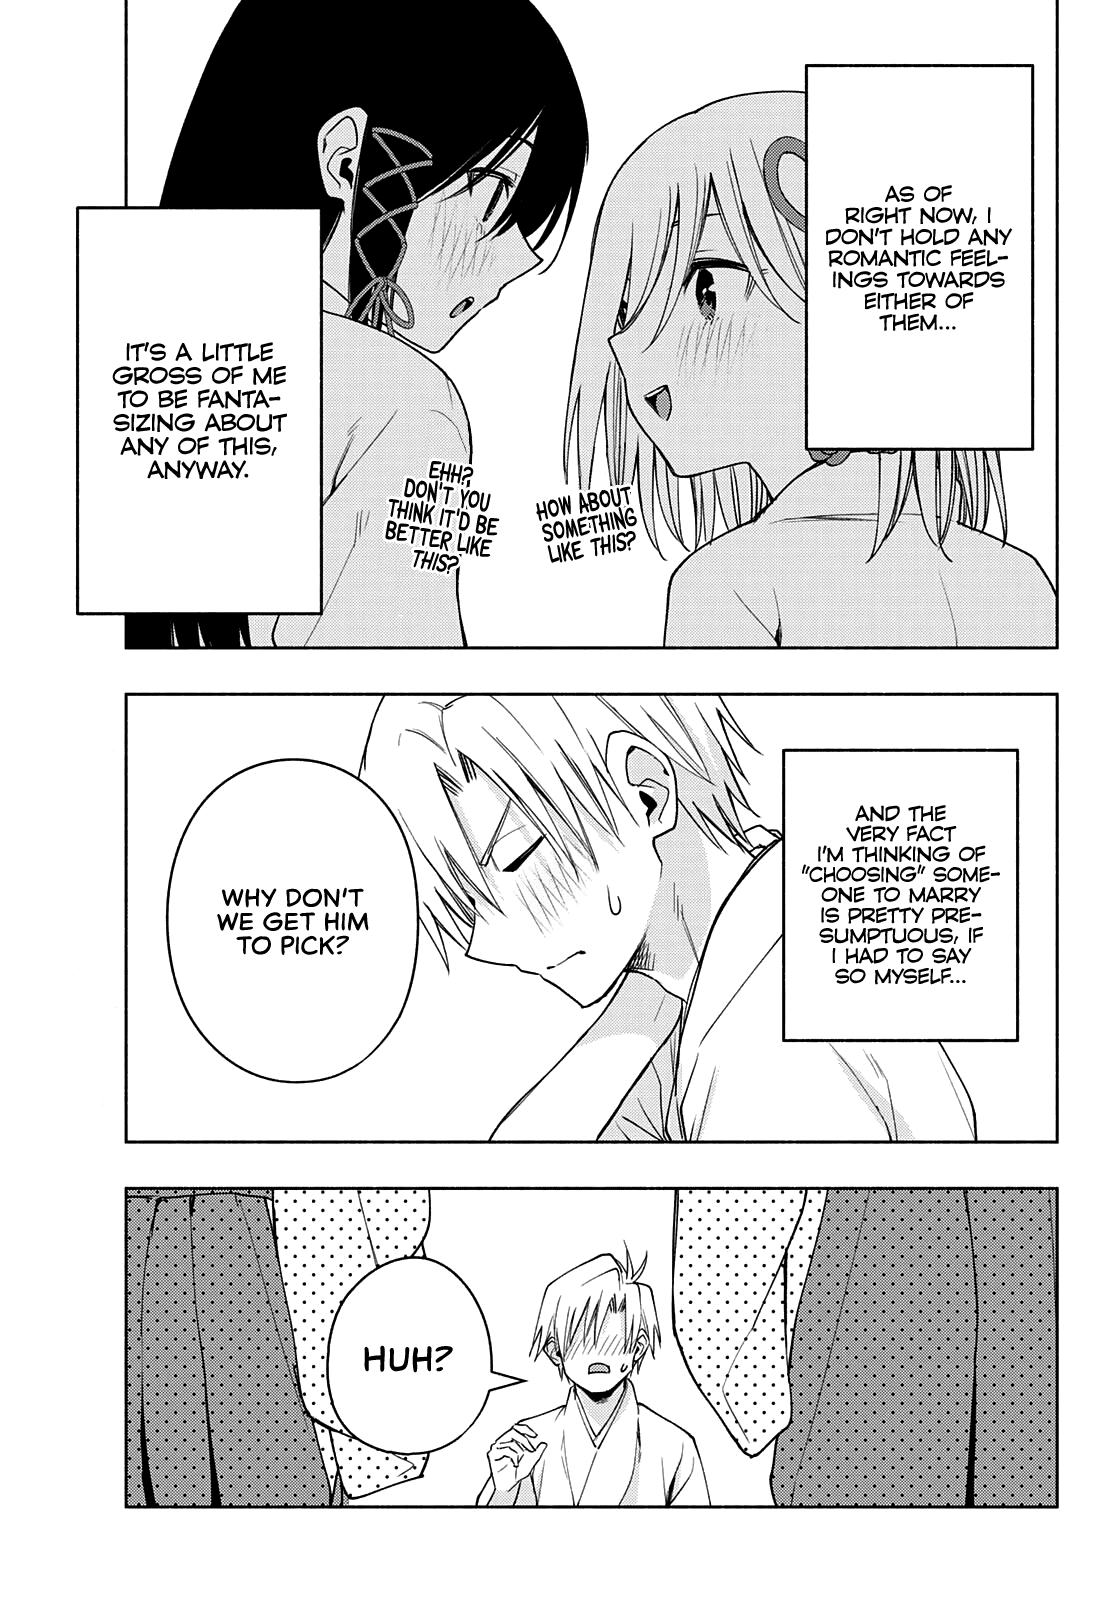 AS OF
RIGHT NOW, I
DON'T HOLD ANY
ROMANTIC FEEL-
INGS TOWARDS
EITHER OF
THEM...
HOW ABOUT
SOMETHING
LIKE THIS?
EHH?
DON'T YOU
THINK IT'D BE
BETTER LIKE
THIS?
IT'S A LITTLE
GROSS OF ME
TO BE FANTA-
SIZING ABOUT
ANY OF THIS,
ANYWAY.
AND THE
VERY FACT
I'M THINKING OF
"CHOOSING" SOME-
ONE TO MARRY
IS PRETTY PRE-
SUMPTUOUS, IF
I HAD TO SAY
SO MYSELF...
WHY DON'T
WE GET HIM
TO PICK?
HUH?